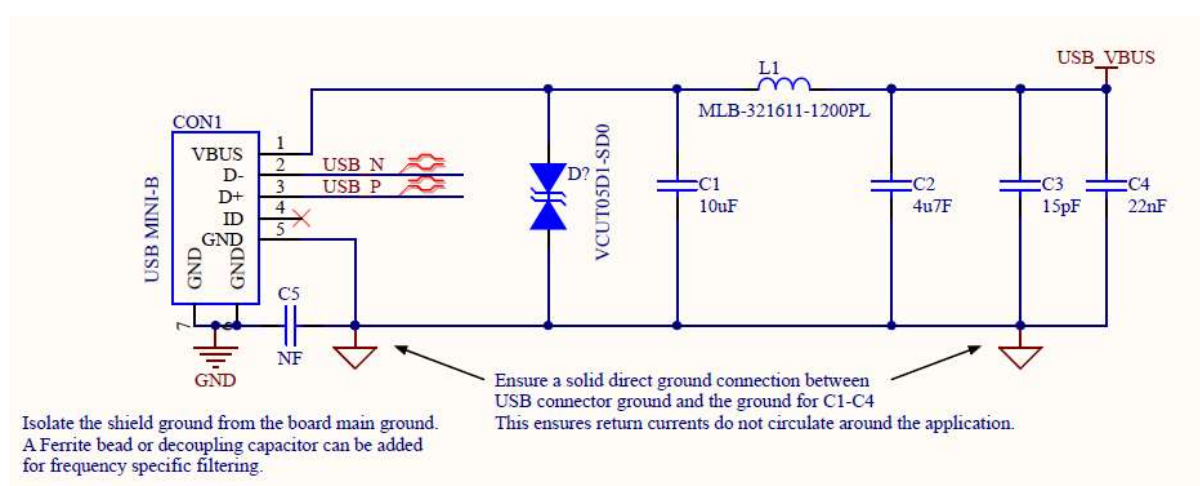 USB_VBUS
L1
MLB-321611-1200PL
CON1
VBUS 1
D- 2 USB_N
D+ 3 USB_P
ID 4
GND 5
GND
GND
USB MINI-B
7
6
D?
VCUT05D1-SD0
C1
10uF
C2
4u7F
C3
15pF
C4
22nF
C5
NF
GND
Ensure a solid direct ground connection between
USB connector ground and the ground for C1-C4
This ensures return currents do not circulate around the application.
Isolate the shield ground from the board main ground.
A Ferrite bead or decoupling capacitor can be added
for frequency specific filtering.